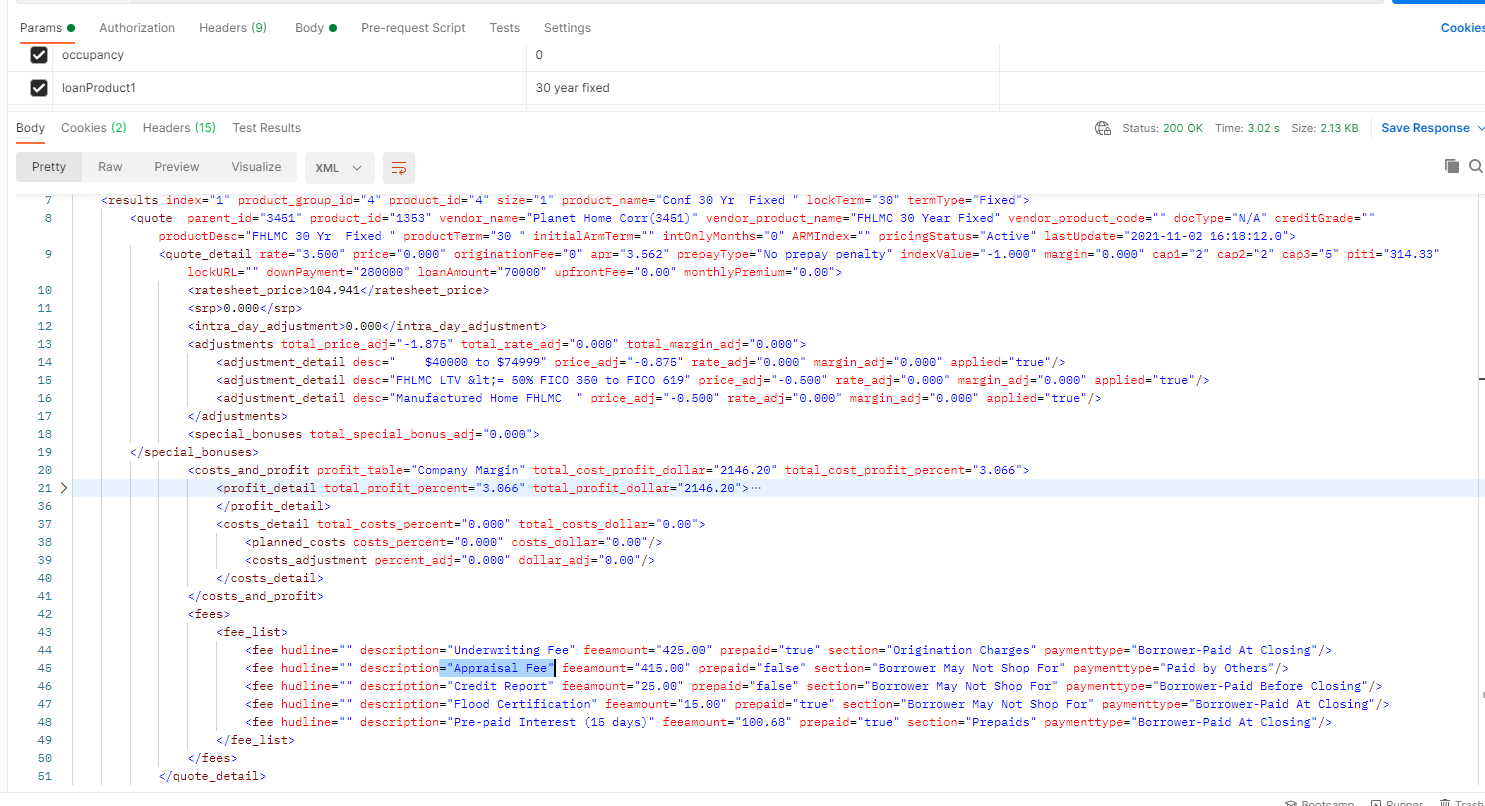 Params Authorization Headers (9) Body Pre-request Script Tests Settings Cookies
occupancy 0
loanProduct1 30 year fixed
Body Cookies (2) Headers (15) Test Results Status: 200 OK Time: 3.02 s Size: 2.13 KB Save Response
Pretty Raw Preview Visualize XML
7 <results index="1" product_group_id="4" product_id="4" size="1" product_name="Conf 30 Yr  Fixed " lockTerm="30" termType="Fixed">
8 <quote  parent_id="3451" product_id="1353" vendor_name="Planet Home Corr(3451)" vendor_product_name="FHLMC 30 Year Fixed" vendor_product_code="" docType="N/A" creditGrade=""
productDesc="FHLMC 30 Yr  Fixed " productTerm="30 " initialArmTerm="" intOnlyMonths="0" ARMIndex="" pricingStatus="Active" lastUpdate="2021-11-02 16:18:12.0">
9 <quote_detail rate="3.500" price="0.000" originationFee="0" apr="3.562" prepayType="No prepay penalty" indexValue="-1.000" margin="0.000" cap1="2" cap2="2" cap3="5" piti="314.33"
lockURL="" downPayment="280000" loanAmount="70000" upfrontFee="0.00" monthlyPremium="0.00">
10 <ratesheet_price>104.941</ratesheet_price>
11 <srp>0.000</srp>
12 <intra_day_adjustment>0.000</intra_day_adjustment>
13 <adjustments total_price_adj="-1.875" total_rate_adj="0.000" total_margin_adj="0.000">
14 <adjustment_detail desc="    $40000 to $74999" price_adj="-0.875" rate_adj="0.000" margin_adj="0.000" applied="true"/>
15 <adjustment_detail desc="FHLMC LTV &lt;= 50% FICO 350 to FICO 619" price_adj="-0.500" rate_adj="0.000" margin_adj="0.000" applied="true"/>
16 <adjustment_detail desc="Manufactured Home FHLMC  " price_adj="-0.500" rate_adj="0.000" margin_adj="0.000" applied="true"/>
17 </adjustments>
18 <special_bonuses total_special_bonus_adj="0.000">
19 </special_bonuses>
20 <costs_and_profit profit_table="Company Margin" total_cost_profit_dollar="2146.20" total_cost_profit_percent="3.066">
21 <profit_detail total_profit_percent="3.066" total_profit_dollar="2146.20">…
36 </profit_detail>
37 <costs_detail total_costs_percent="0.000" total_costs_dollar="0.00">
38 <planned_costs costs_percent="0.000" costs_dollar="0.00"/>
39 <costs_adjustment percent_adj="0.000" dollar_adj="0.00"/>
40 </costs_detail>
41 </costs_and_profit>
42 <fees>
43 <fee_list>
44 <fee hudline="" description="Underwriting Fee" feeamount="425.00" prepaid="true" section="Origination Charges" paymenttype="Borrower-Paid At Closing"/>
45 <fee hudline="" description="Appraisal Fee" feeamount="415.00" prepaid="false" section="Borrower May Not Shop For" paymenttype="Paid by Others"/>
46 <fee hudline="" description="Credit Report" feeamount="25.00" prepaid="false" section="Borrower May Not Shop For" paymenttype="Borrower-Paid Before Closing"/>
47 <fee hudline="" description="Flood Certification" feeamount="15.00" prepaid="true" section="Borrower May Not Shop For" paymenttype="Borrower-Paid At Closing"/>
48 <fee hudline="" description="Pre-paid Interest (15 days)" feeamount="100.68" prepaid="true" section="Prepaids" paymenttype="Borrower-Paid At Closing"/>
49 </fee_list>
50 </fees>
51 </quote_detail>
Bootcamp Runner Trash